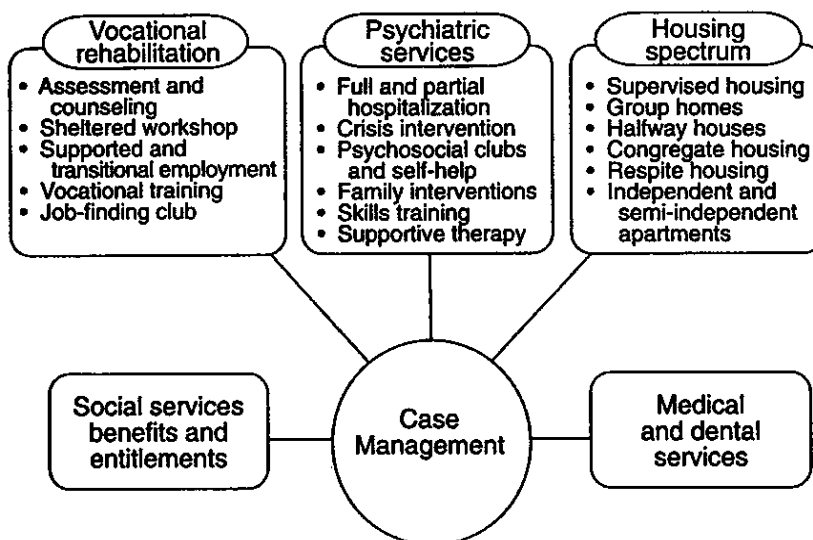 Vocational
rehabilitation
• Assessment and
counseling
• Sheltered workshop
• Supported and
transitional employment
• Vocational training
• Job-finding club
Psychiatric
services
• Full and partial
hospitalization
• Crisis intervention
• Psychosocial clubs
and self-help
• Family interventions
• Skills training
• Supportive therapy
Housing
spectrum
• Supervised housing
• Group homes
• Halfway houses
• Congregate housing
• Respite housing
• Independent and
semi-independent
apartments
Social services
benefits and
entitlements
Case
Management
Medical
and dental
services